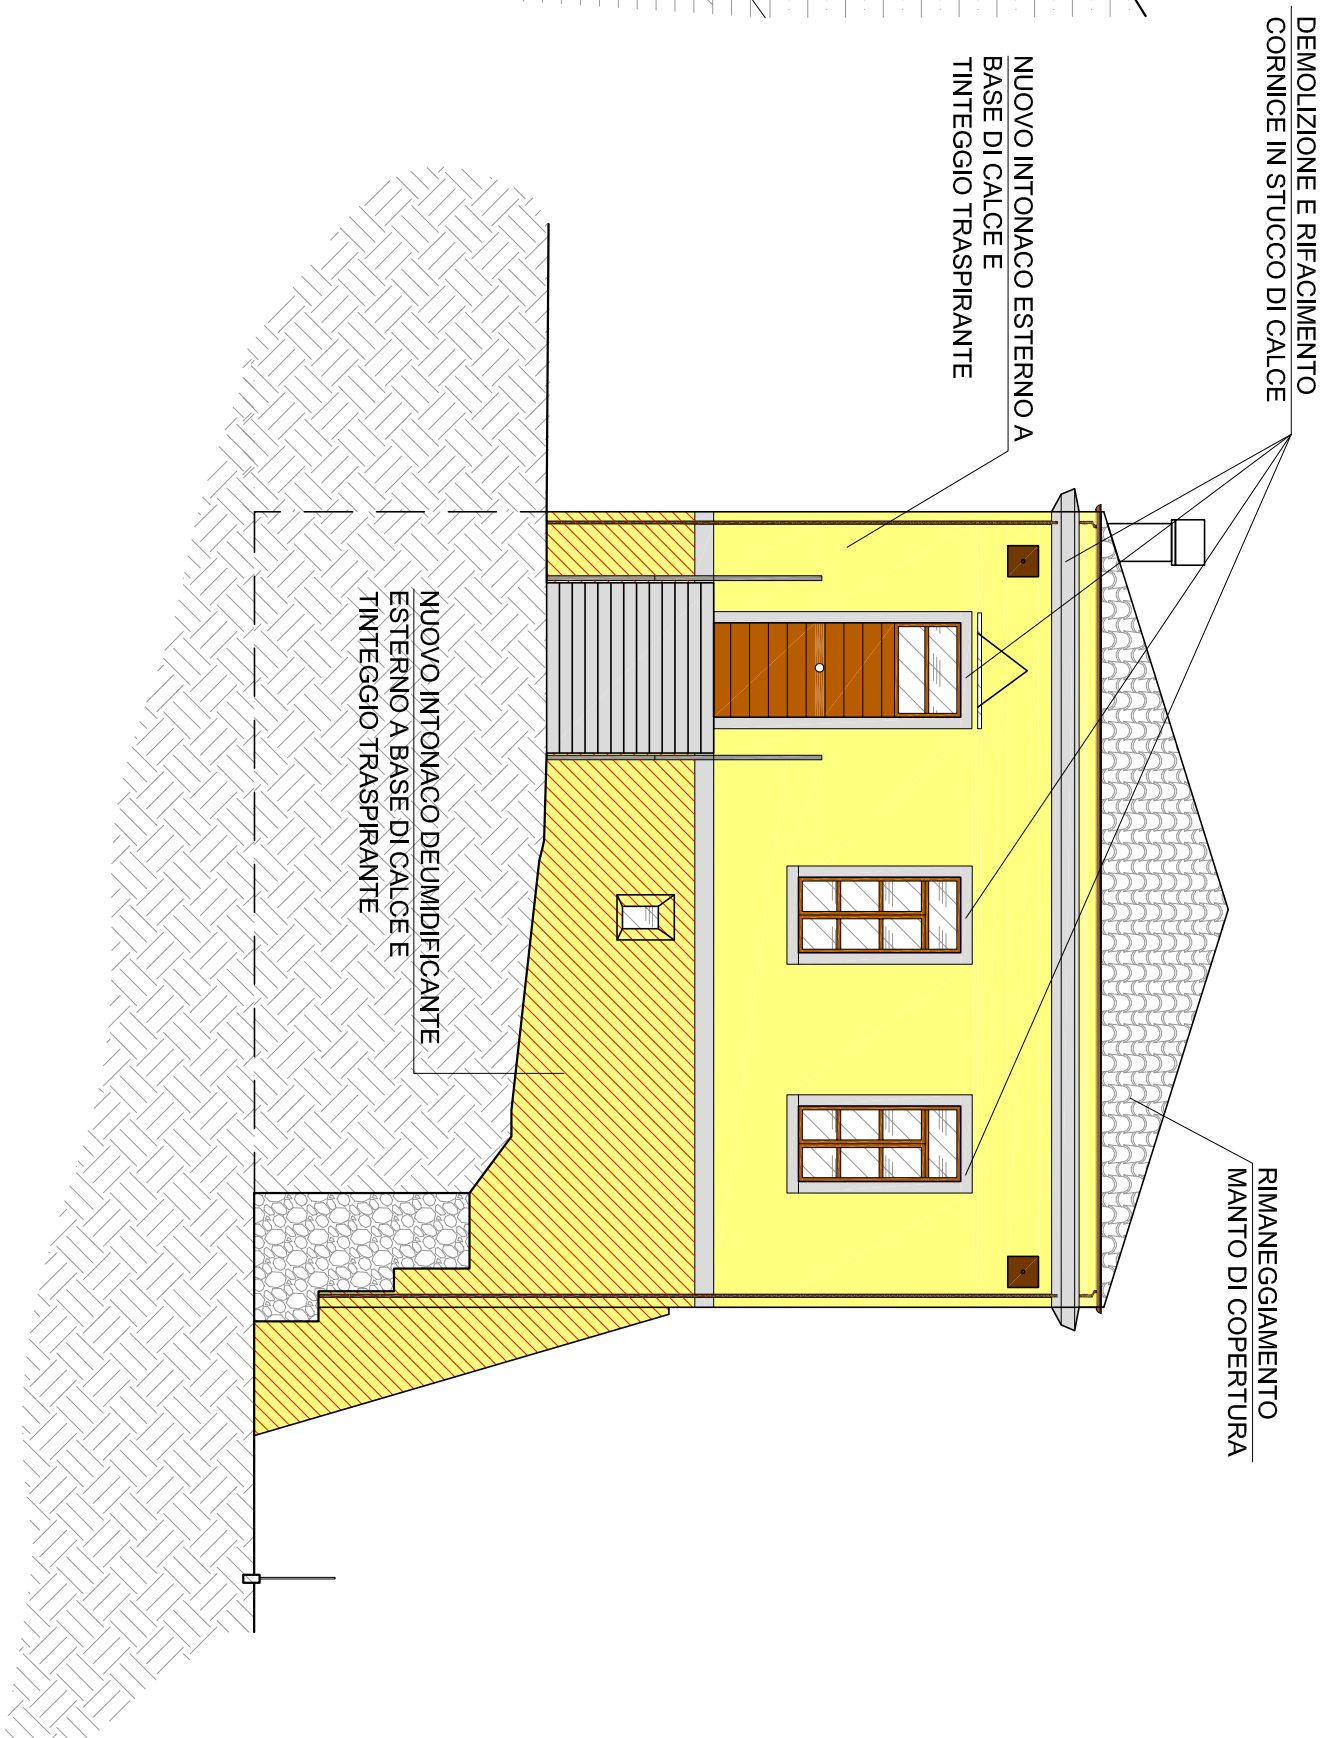 DEMOLIZIONE E RIFACIMENTO
CORNICE IN STUCCO DI CALCE
NUOVO INTONACO ESTERNO A
BASE DI CALCE E
TINTEGGIO TRASPIRANTE
RIMANEGGIAMENTO
MANTO DI COPERTURA
NUOVO INTONACO DEUMIDIFICANTE
ESTERNO A BASE DI CALCE E
TINTEGGIO TRASPIRANTE